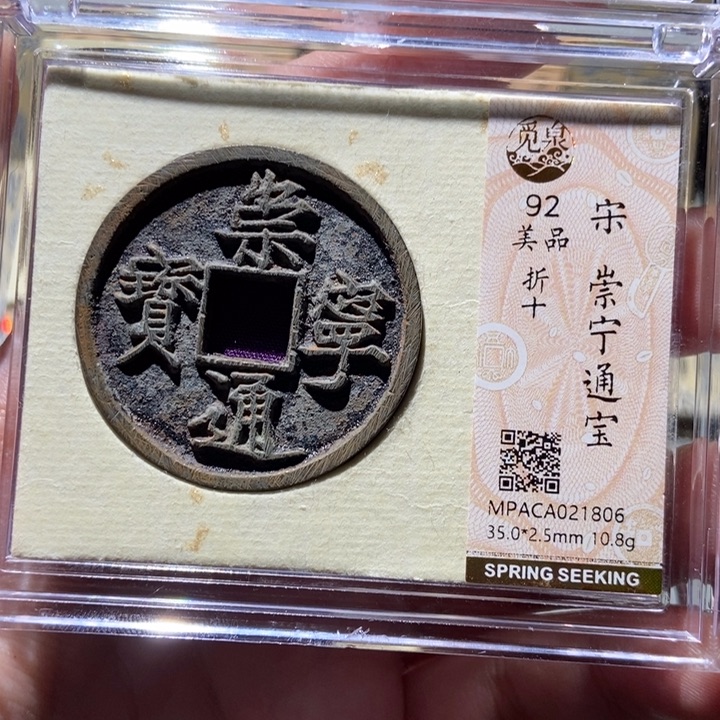 崇
寧
通
寶
觅泉
92
美品
折十
宋 崇宁通宝
MPACA021806
35.0*2.5mm 10.8g
SPRING SEEKING